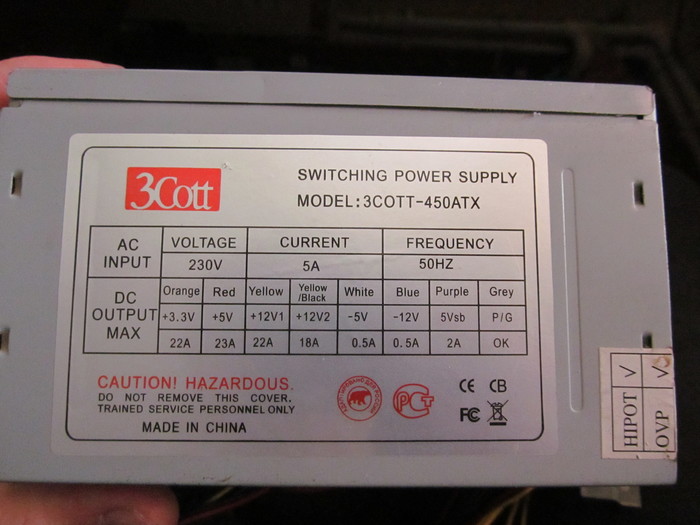 3Cott
SWITCHING POWER SUPPLY
MODEL:3COTT-450ATX
AC INPUT VOLTAGE CURRENT FREQUENCY
230V 5A 50HZ
DC OUTPUT MAX Orange Red Yellow Yellow/Black White Blue Purple Grey
+3.3V +5V +12V1 +12V2 -5V -12V 5Vsb P/G
22A 23A 22A 18A 0.5A 0.5A 2A OK
CAUTION! HAZARDOUS.
DO NOT REMOVE THIS COVER.
TRAINED SERVICE PERSONNEL ONLY
MADE IN CHINA
РСТ
CE CB
FC
HIPOT √
OVP √